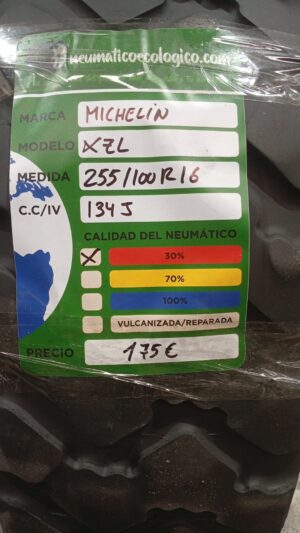 neumaticoecologico.com
MARCA MICHELIN
MODELO XZL
MEDIDA 255/100R16
C.C/IV 134J
CALIDAD DEL NEUMÁTICO
X 30%
70%
100%
VULCANIZADA/REPARADA
PRECIO 175€